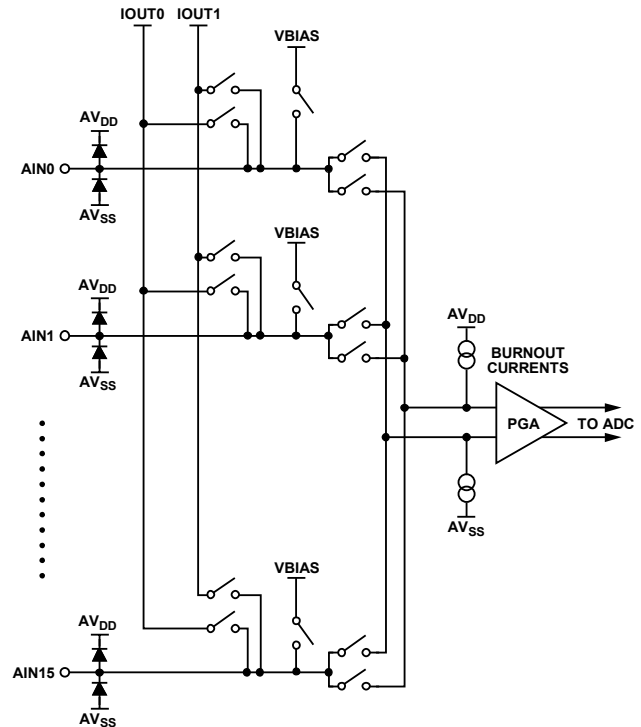 IOUT0 IOUT1
VBIAS
AVDD
AIN0
AVSS
VBIAS
AVDD
AIN1
AVSS
AVDD
BURNOUT
CURRENTS
PGA
TO ADC
AVSS
VBIAS
AVDD
AIN15
AVSS